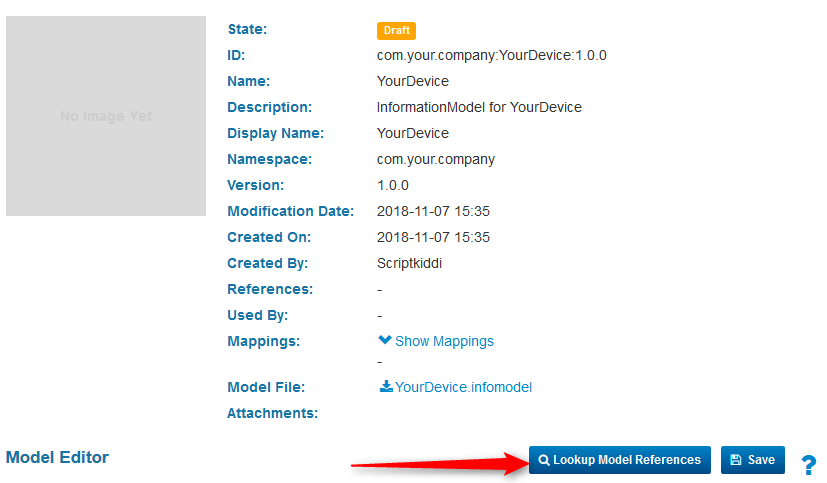 No Image Yet
State: Draft
ID: com.your.company:YourDevice:1.0.0
Name: YourDevice
Description: InformationModel for YourDevice
Display Name: YourDevice
Namespace: com.your.company
Version: 1.0.0
Modification Date: 2018-11-07 15:35
Created On: 2018-11-07 15:35
Created By: Scriptkiddi
References: -
Used By: -
Mappings: Show Mappings
-
Model File: YourDevice.infomodel
Attachments:
Model Editor Lookup Model References Save ?